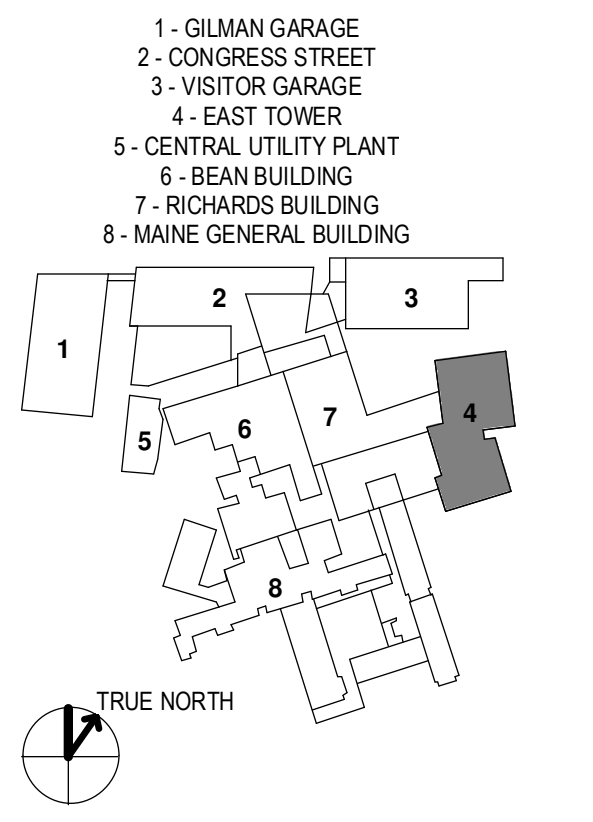 1 - GILMAN GARAGE
2 - CONGRESS STREET
3 - VISITOR GARAGE
4 - EAST TOWER
5 - CENTRAL UTILITY PLANT
6 - BEAN BUILDING
7 - RICHARDS BUILDING
8 - MAINE GENERAL BUILDING
2
3
1
4
7
6
5
8
TRUE NORTH